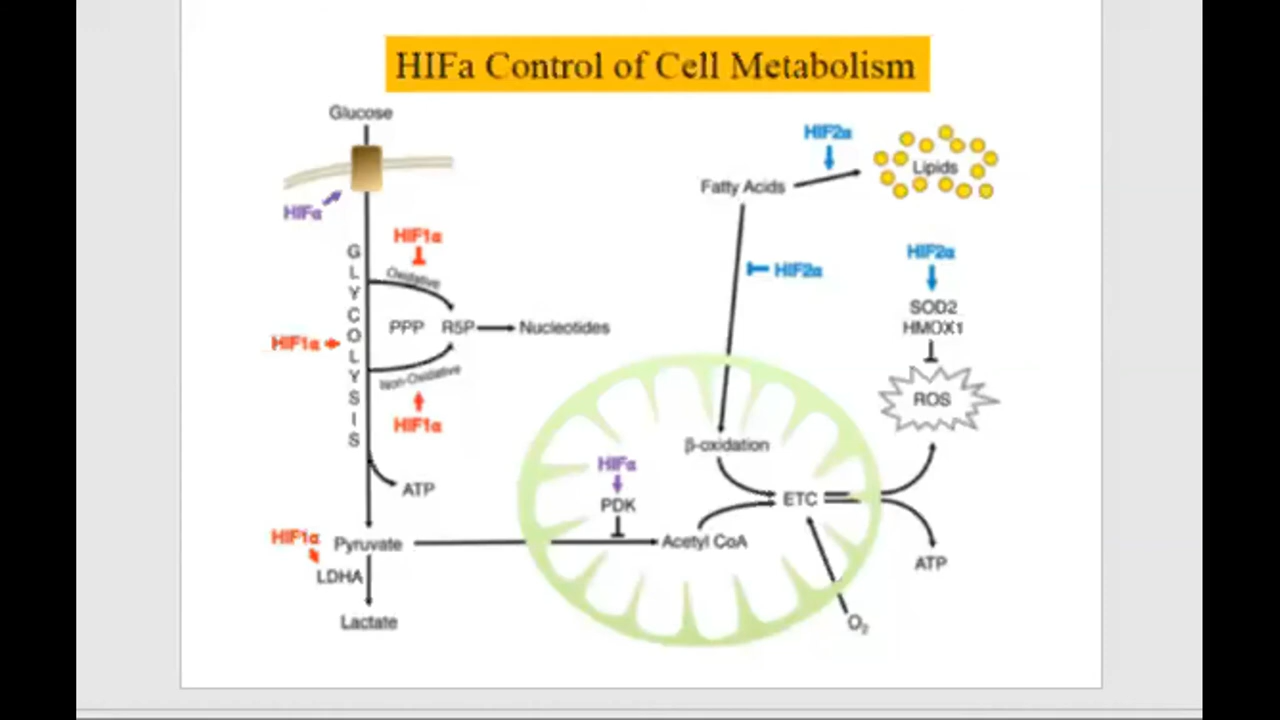 HIFa Control of Cell Metabolism
Glucose
HIFα
HIF1α
Oxidative
GLYCOLYSIS
PPP
R5P
Nucleotides
HIF1α
Non-Oxidative
HIF1α
ATP
HIF1α
Pyruvate
LDHA
Lactate
HIF2α
Fatty Acids
Lipids
HIF2α
HIF2α
SOD2
HMOX1
ROS
β-oxidation
HIFα
PDK
ETC
Acetyl CoA
ATP
O₂